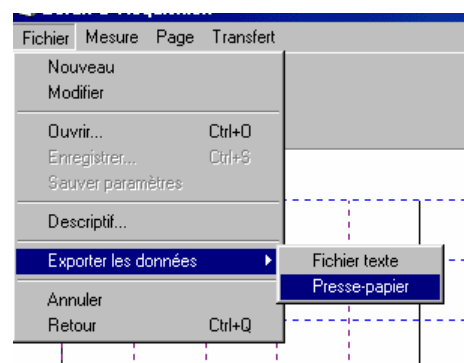 Fichier Mesure Page Transfert
Nouveau
Modifier
Ouvrir... Ctrl+O
Enregistrer... Ctrl+S
Sauver paramètres
Descriptif...
Exporter les données
Fichier texte
Presse-papier
Annuler
Retour Ctrl+Q